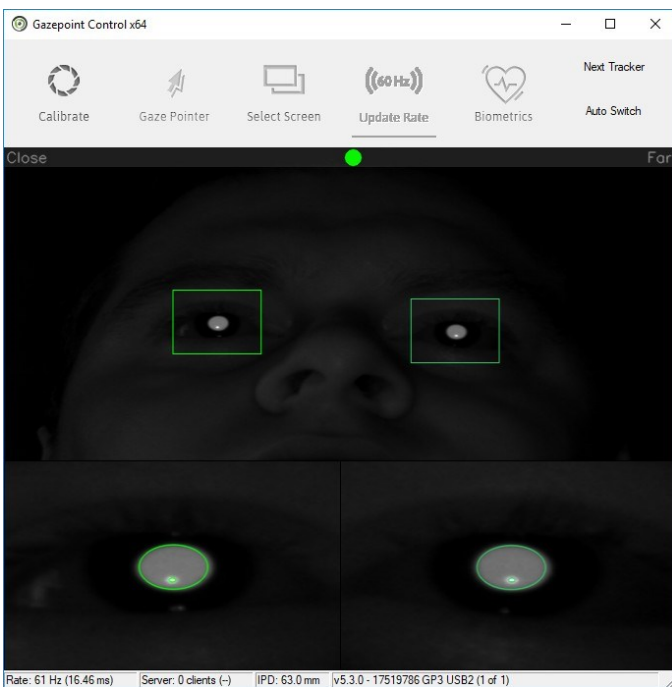 Gazepoint Control x64
((60 Hz))
Calibrate
Gaze Pointer
Select Screen
Update Rate
Biometrics
Next Tracker
Auto Switch
Close
Far
Rate: 61 Hz (16.46 ms)
Server: 0 clients (--)
IPD: 63.0 mm
v5.3.0 - 17519786 GP3 USB2 (1 of 1)